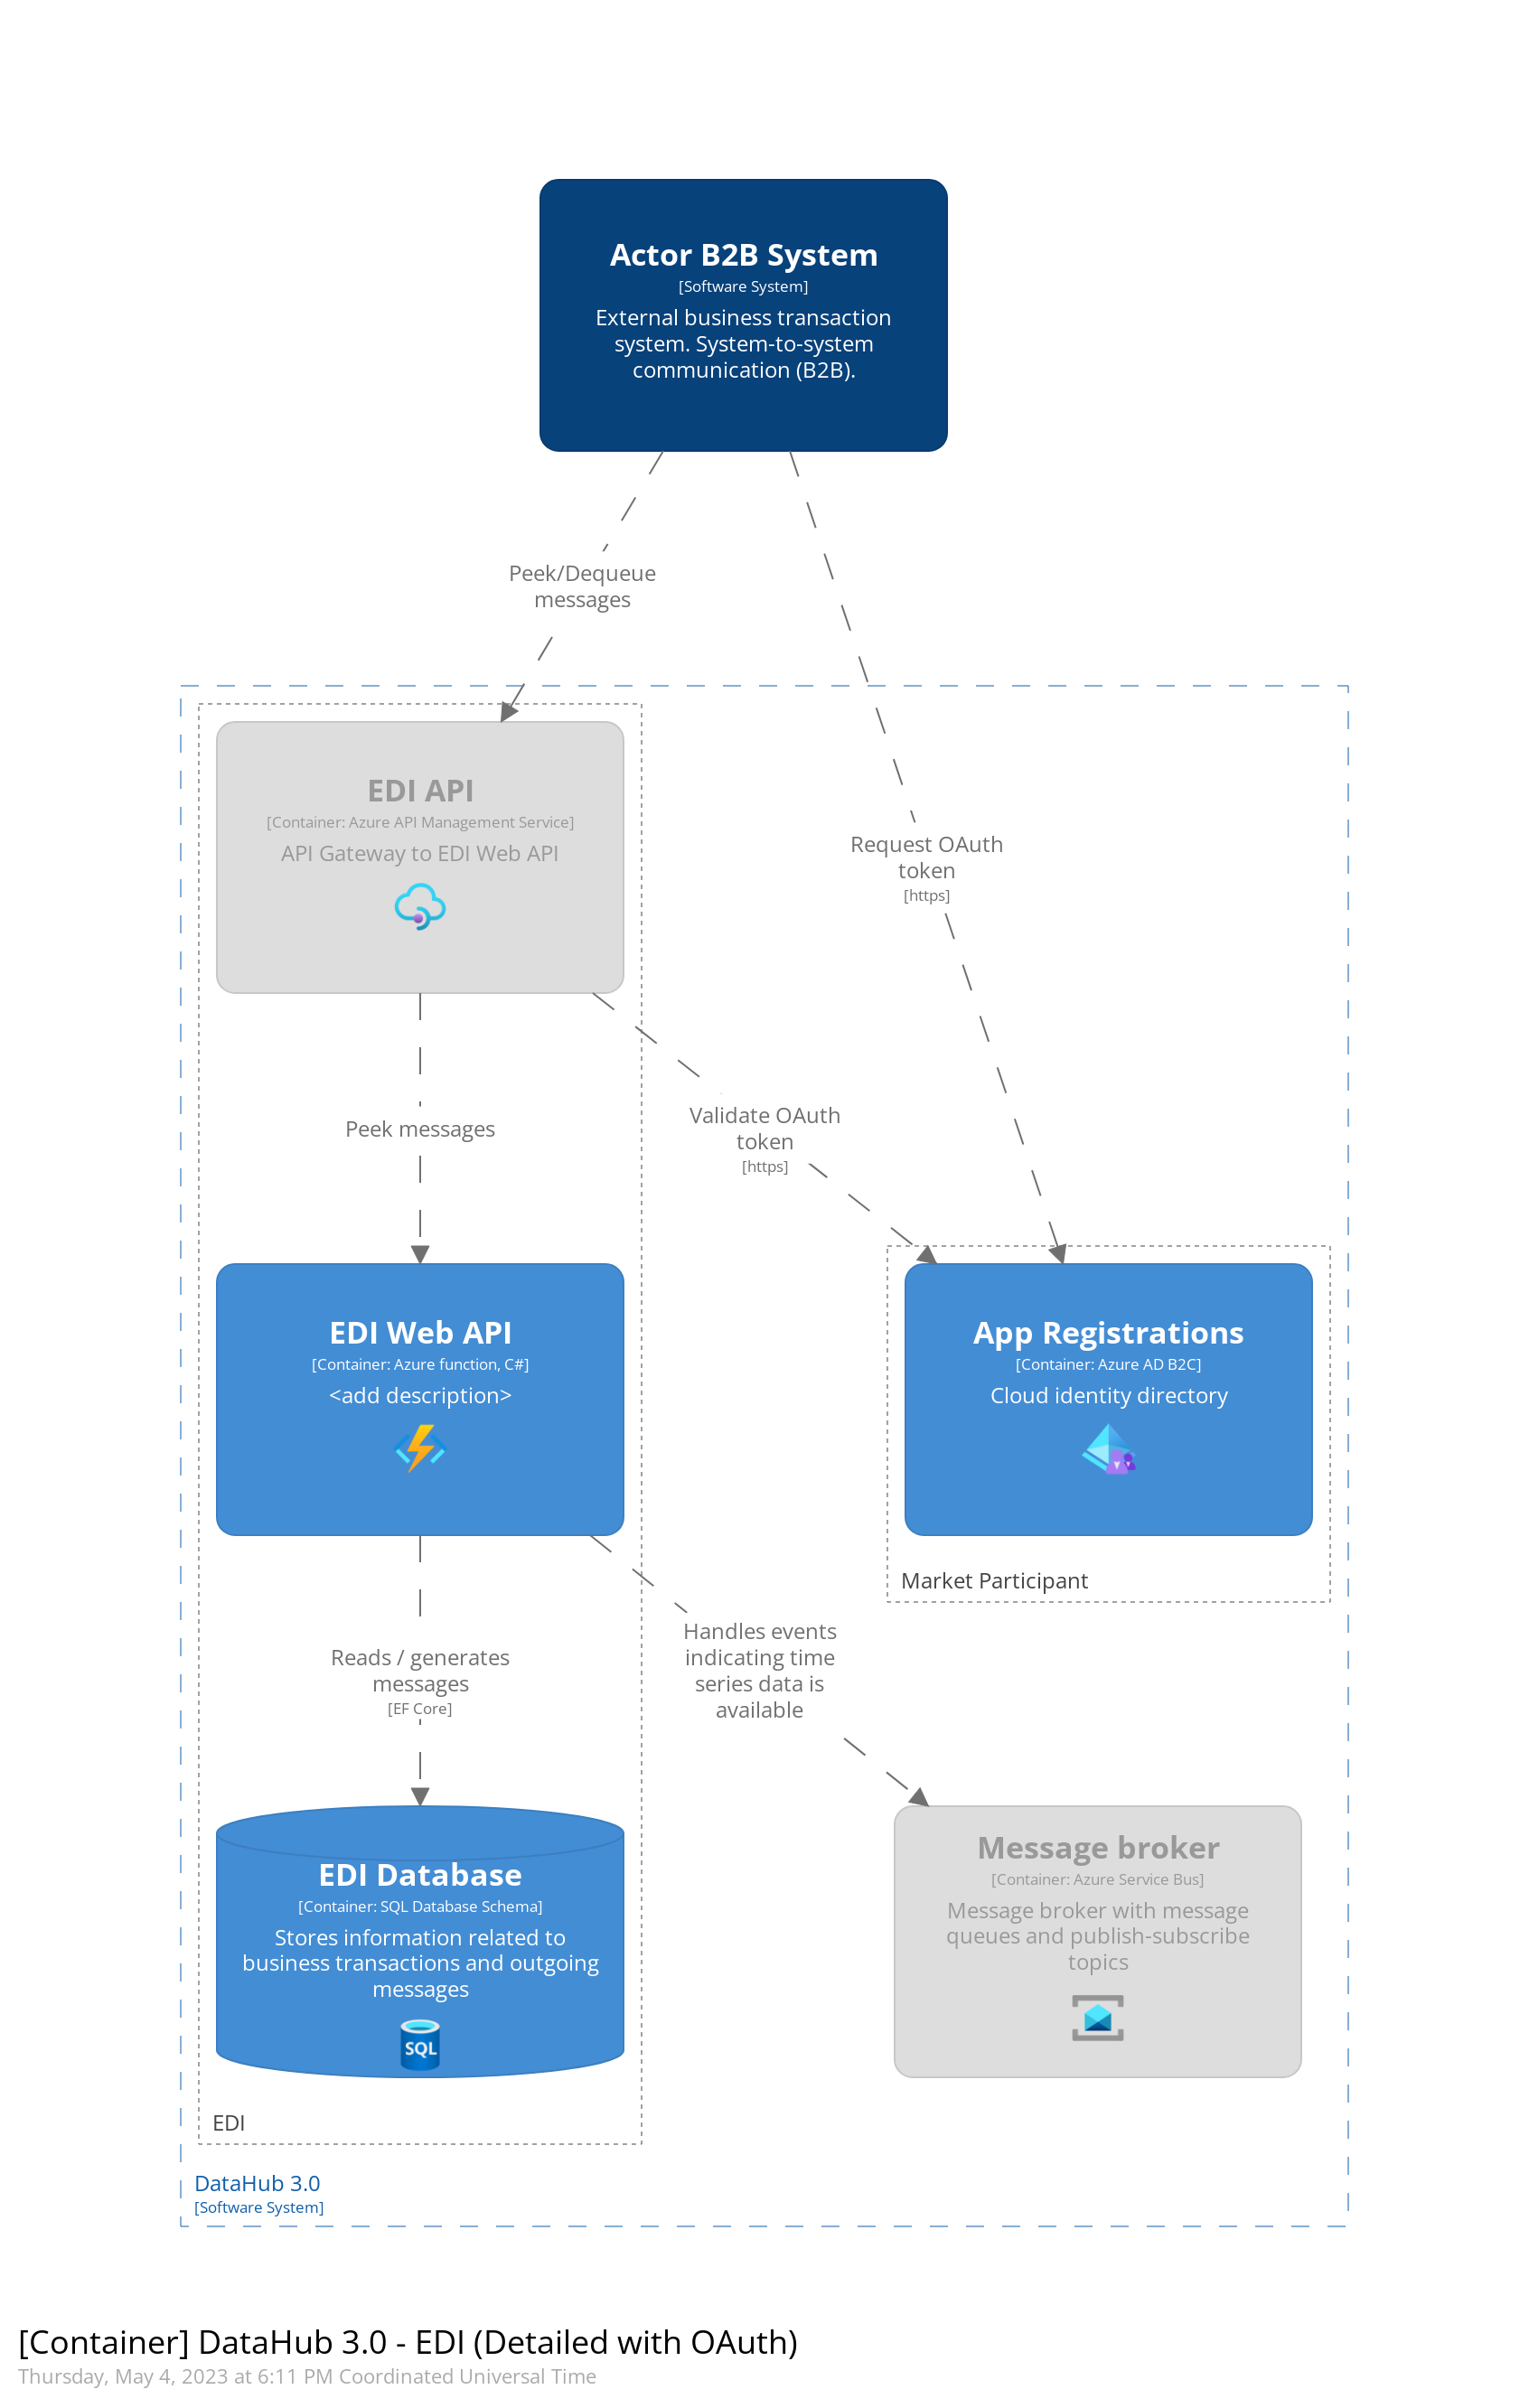 Actor B2B System
[Software System]
External business transaction
system. System-to-system
communication (B2B).
Peek/Dequeue
messages
EDI API
[Container: Azure API Management Service]
API Gateway to EDI Web API
Request OAuth
token
[https]
Peek messages
Validate OAuth
token
[https]
EDI Web API
[Container: Azure function, C#]
<add description>
App Registrations
[Container: Azure AD B2C]
Cloud identity directory
Market Participant
Reads / generates
messages
[EF Core]
Handles events
indicating time
series data is
available
EDI Database
[Container: SQL Database Schema]
Stores information related to
business transactions and outgoing
messages
SQL
Message broker
[Container: Azure Service Bus]
Message broker with message
queues and publish-subscribe
topics
EDI
DataHub 3.0
[Software System]
[Container] DataHub 3.0 - EDI (Detailed with OAuth)
Thursday, May 4, 2023 at 6:11 PM Coordinated Universal Time